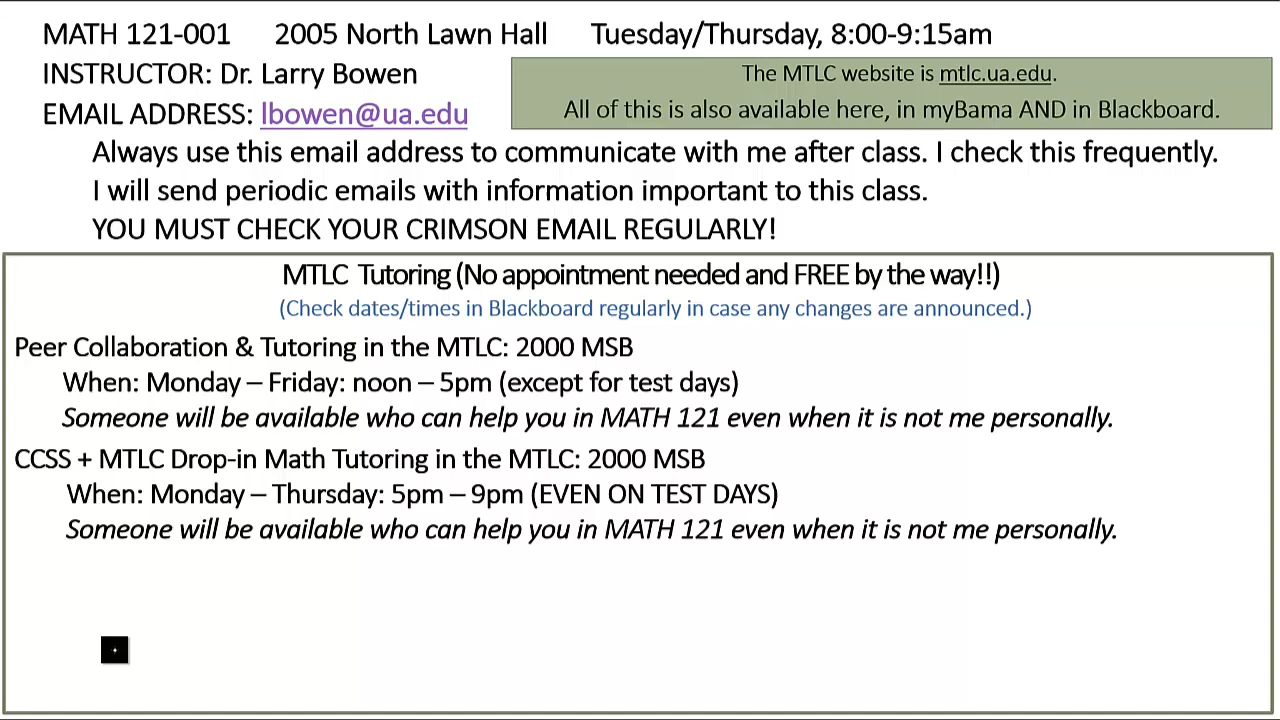 MATH 121-001 2005 North Lawn Hall Tuesday/Thursday, 8:00-9:15am
INSTRUCTOR: Dr. Larry Bowen
The MTLC website is mtlc.ua.edu.
EMAIL ADDRESS: lbowen@ua.edu
All of this is also available here, in myBama AND in Blackboard.
Always use this email address to communicate with me after class. I check this frequently.
I will send periodic emails with information important to this class.
YOU MUST CHECK YOUR CRIMSON EMAIL REGULARLY!
MTLC Tutoring (No appointment needed and FREE by the way!!)
(Check dates/times in Blackboard regularly in case any changes are announced.)
Peer Collaboration & Tutoring in the MTLC: 2000 MSB
When: Monday – Friday: noon – 5pm (except for test days)
Someone will be available who can help you in MATH 121 even when it is not me personally.
CCSS + MTLC Drop-in Math Tutoring in the MTLC: 2000 MSB
When: Monday – Thursday: 5pm – 9pm (EVEN ON TEST DAYS)
Someone will be available who can help you in MATH 121 even when it is not me personally.